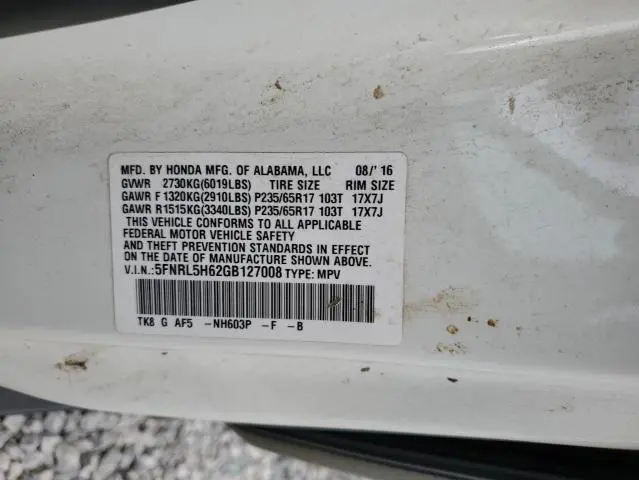 MFD. BY HONDA MFG. OF ALABAMA, LLC 08/'16
GVWR 2730KG(6019LBS) TIRE SIZE RIM SIZE
GAWR F 1320KG(2910LBS) P235/65R17 103T 17X7J
GAWR R1515KG(3340LBS) P235/65R17 103T 17X7J
THIS VEHICLE CONFORMS TO ALL APPLICABLE
FEDERAL MOTOR VEHICLE SAFETY
AND THEFT PREVENTION STANDARDS IN EFFECT
ON THE DATE OF MANUFACTURE SHOWN ABOVE.
V.I.N.:5FNRL5H62GB127008 TYPE: MPV
TK8 G AF5 -NH603P -F -B